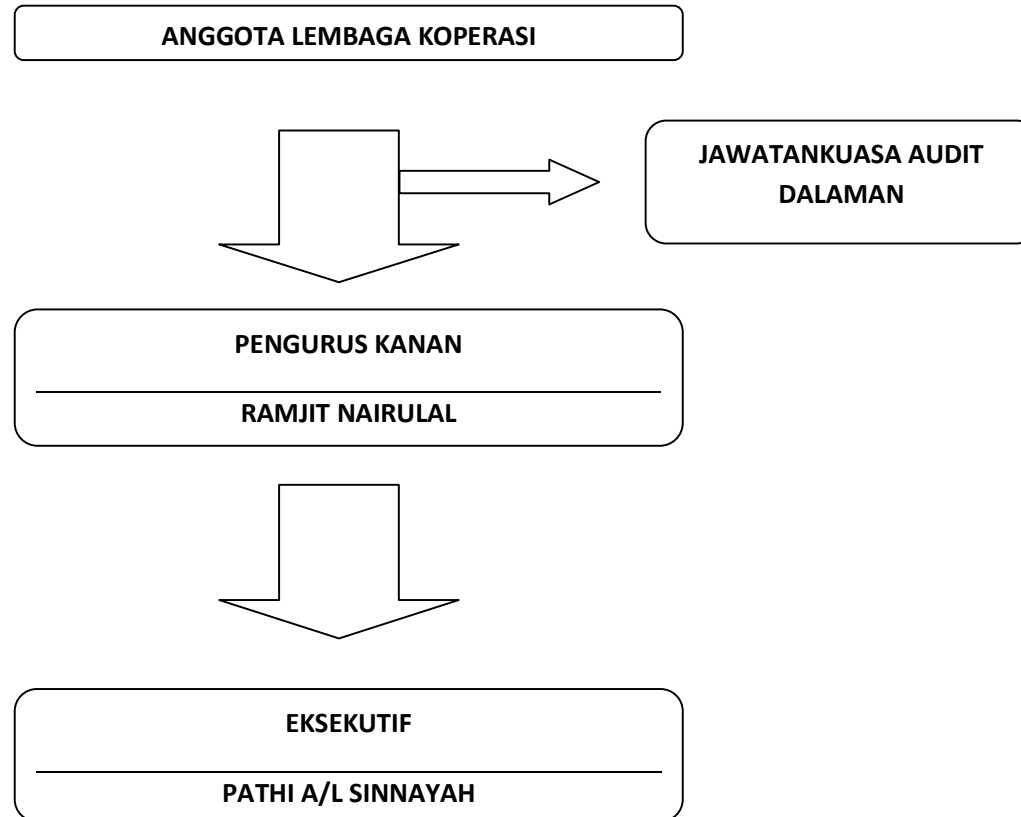 ANGGOTA LEMBAGA KOPERASI
JAWATANKUASA AUDIT
DALAMAN
PENGURUS KANAN
RAMJIT NAIRULAL
EKSEKUTIF
PATHI A/L SINNAYAH